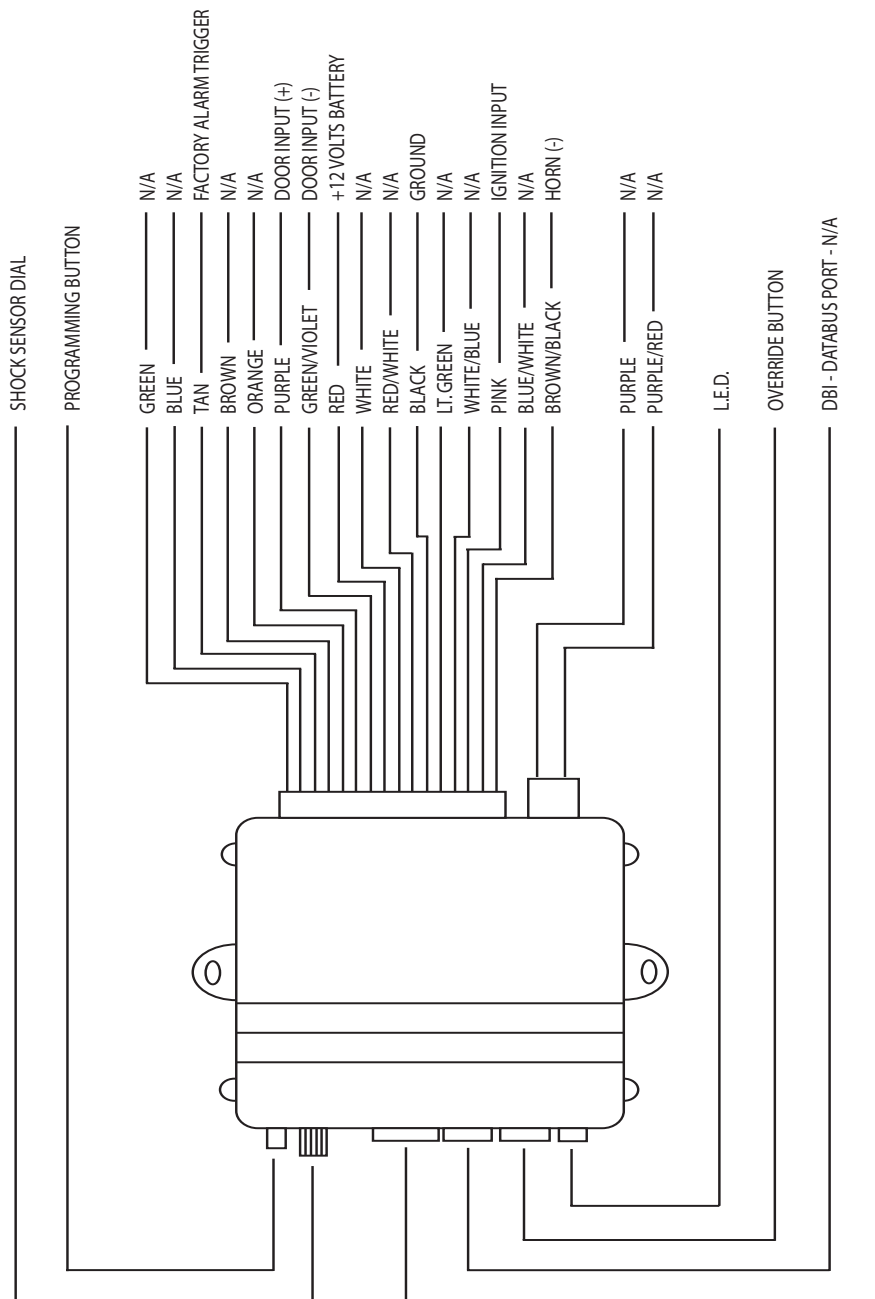 SHOCK SENSOR DIAL
PROGRAMMING BUTTON
GREEN N/A
BLUE N/A
TAN FACTORY ALARM TRIGGER
BROWN N/A
ORANGE N/A
PURPLE DOOR INPUT (+)
GREEN/VIOLET DOOR INPUT (-)
RED +12 VOLTS BATTERY
WHITE N/A
RED/WHITE N/A
BLACK GROUND
LT. GREEN N/A
WHITE/BLUE N/A
PINK IGNITION INPUT
BLUE/WHITE N/A
BROWN/BLACK HORN (-)
PURPLE N/A
PURPLE/RED N/A
L.E.D.
OVERRIDE BUTTON
DBI - DATABUS PORT - N/A